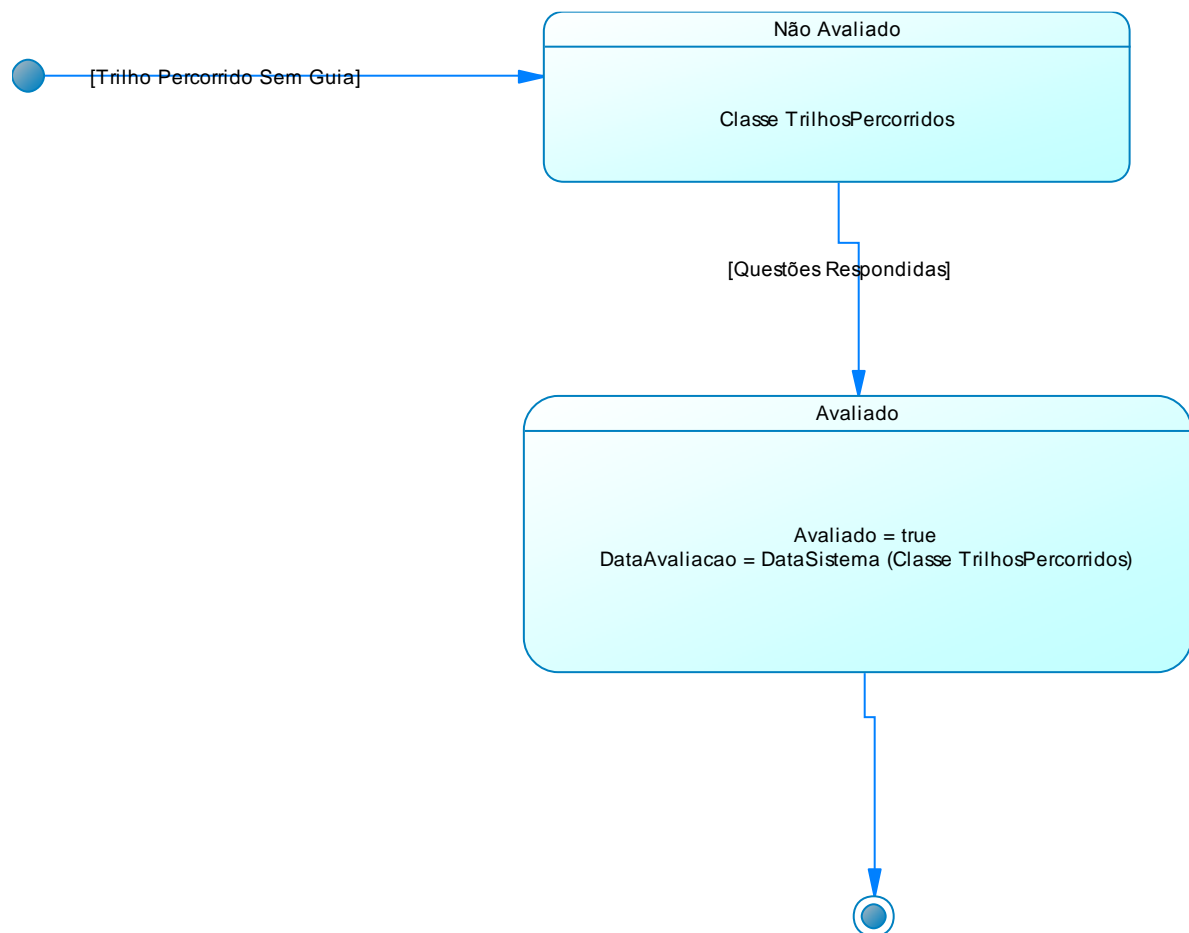 Não Avaliado
[Trilho Percorrido Sem Guia]
Classe TrilhosPercorridos
[Questões Respondidas]
Avaliado
Avaliado = true
DataAvaliacao = DataSistema (Classe TrilhosPercorridos)